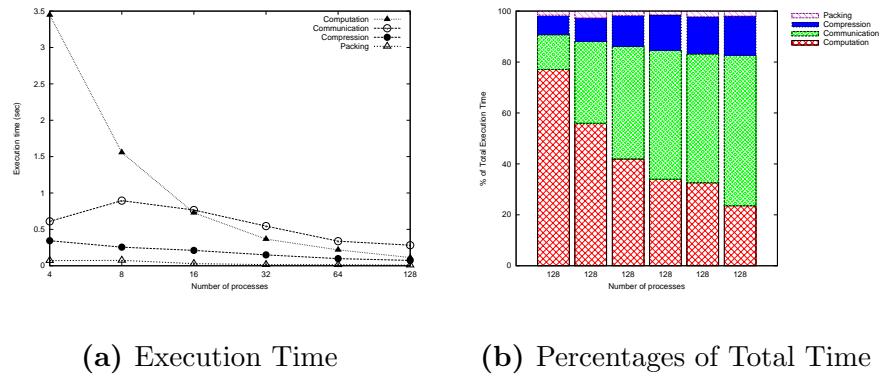 3.5
3
2.5
2
1.5
1
0.5
0
4
8
16
32
64
128
Execution time (sec)
Number of processes
Computation
Communication
Compression
Packing
100
80
60
40
20
0
128
128
128
128
128
128
% of Total Execution Time
Number of processes
Packing
Compression
Communication
Computation
(a) Execution Time
(b) Percentages of Total Time